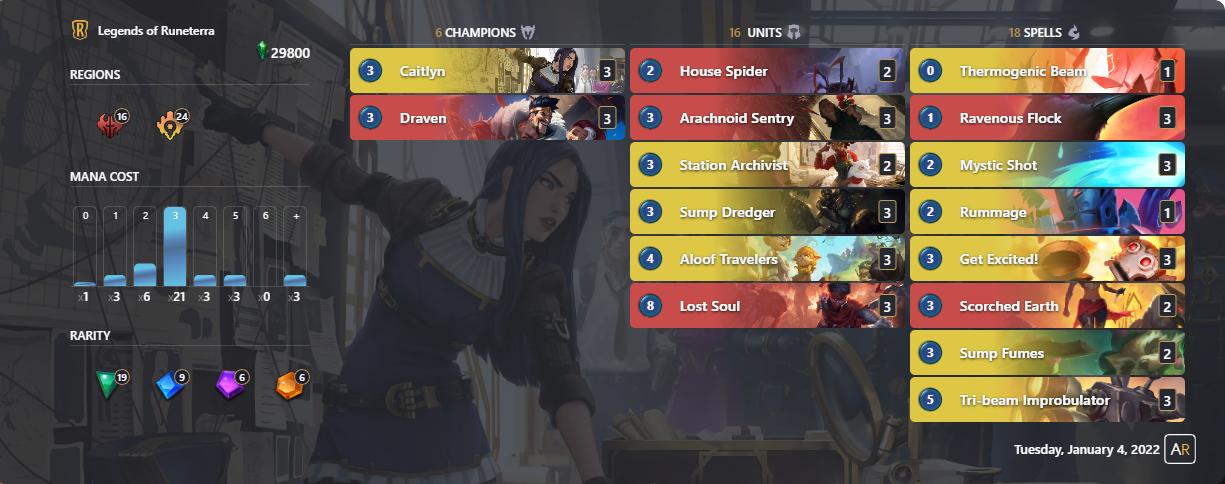 Legends of Runeterra
29800
REGIONS
16
24
MANA COST
0 1 2 3 4 5 6 +
x1 x3 x6 x21 x3 x3 x0 x3
RARITY
19 9 6 6
6 CHAMPIONS
3 Caitlyn 3
3 Draven 3
16 UNITS
2 House Spider 2
3 Arachnoid Sentry 3
3 Station Archivist 2
3 Sump Dredger 3
4 Aloof Travelers 3
8 Lost Soul 3
18 SPELLS
0 Thermogenic Beam 1
1 Ravenous Flock 3
2 Mystic Shot 3
2 Rummage 1
3 Get Excited! 3
3 Scorched Earth 2
3 Sump Fumes 2
5 Tri-beam Improbulator 3
Tuesday, January 4, 2022 AR